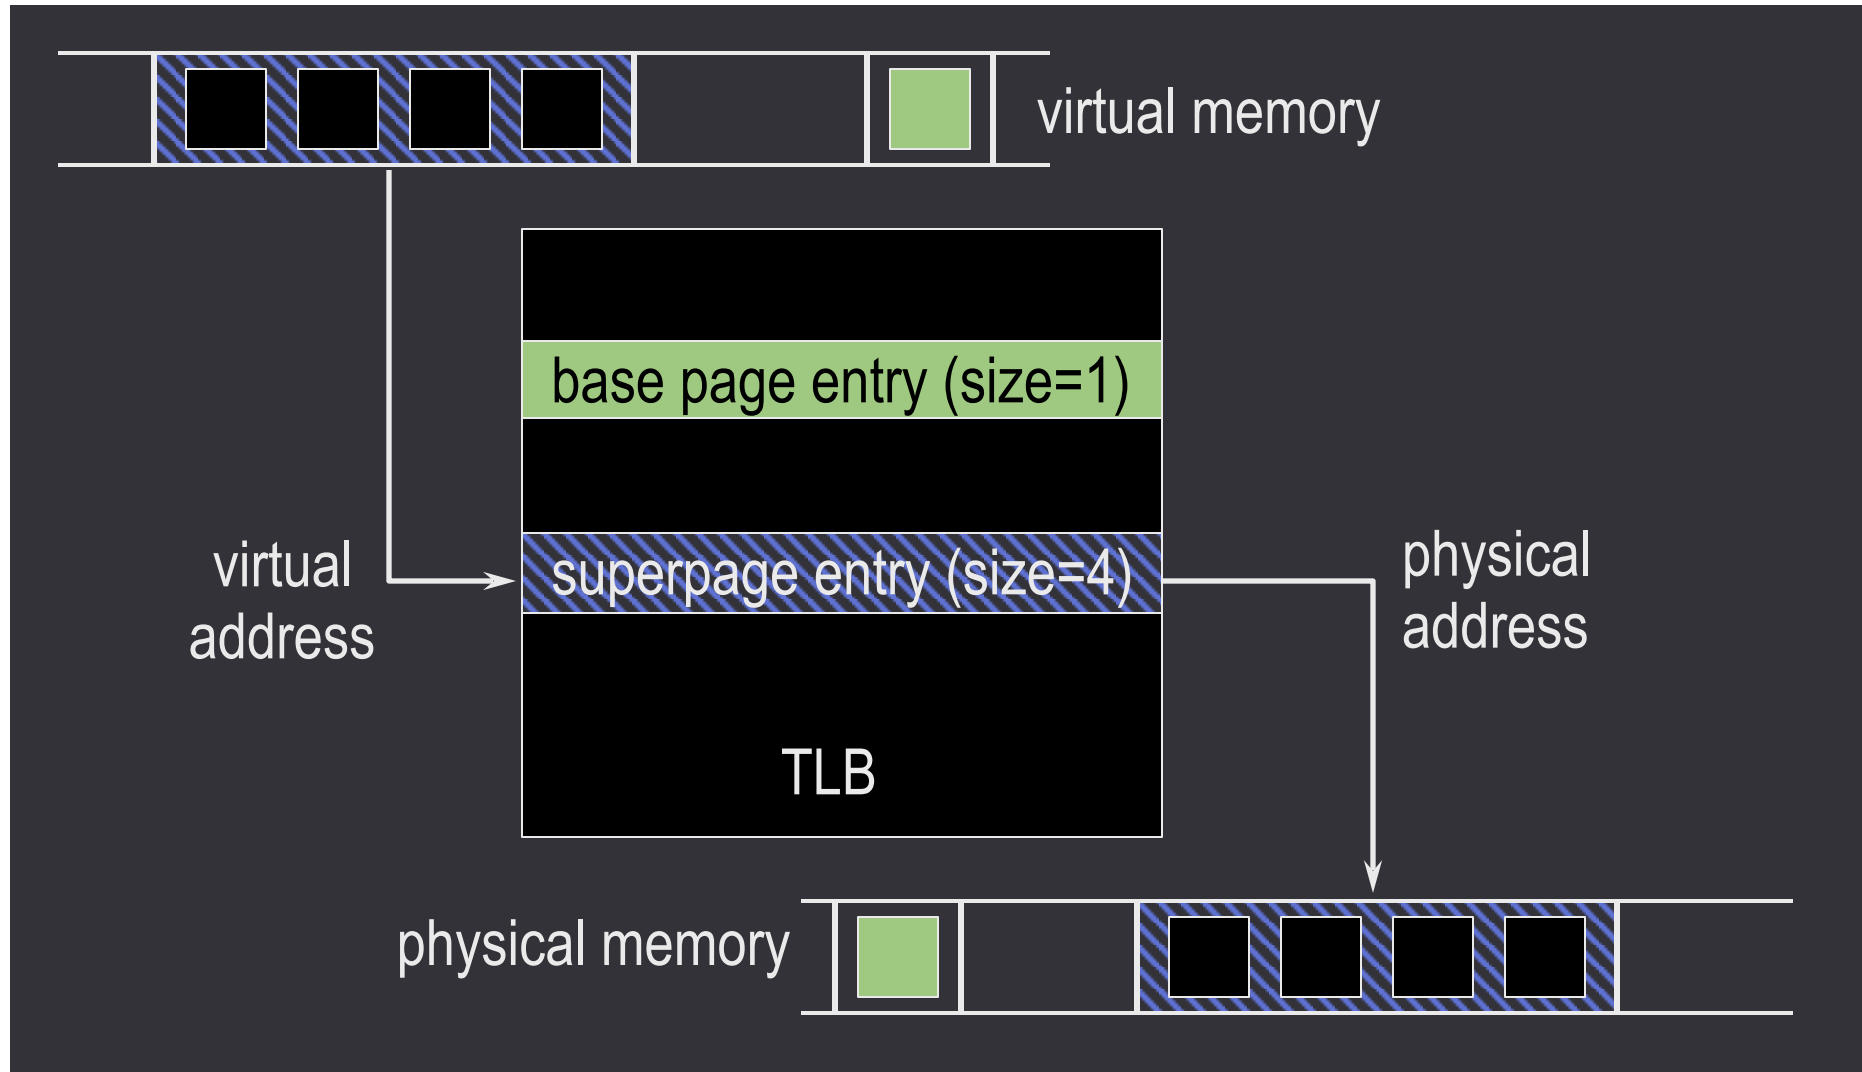 virtual memory
base page entry (size=1)
superpage entry (size=4)
virtual
address
physical
address
TLB
physical memory